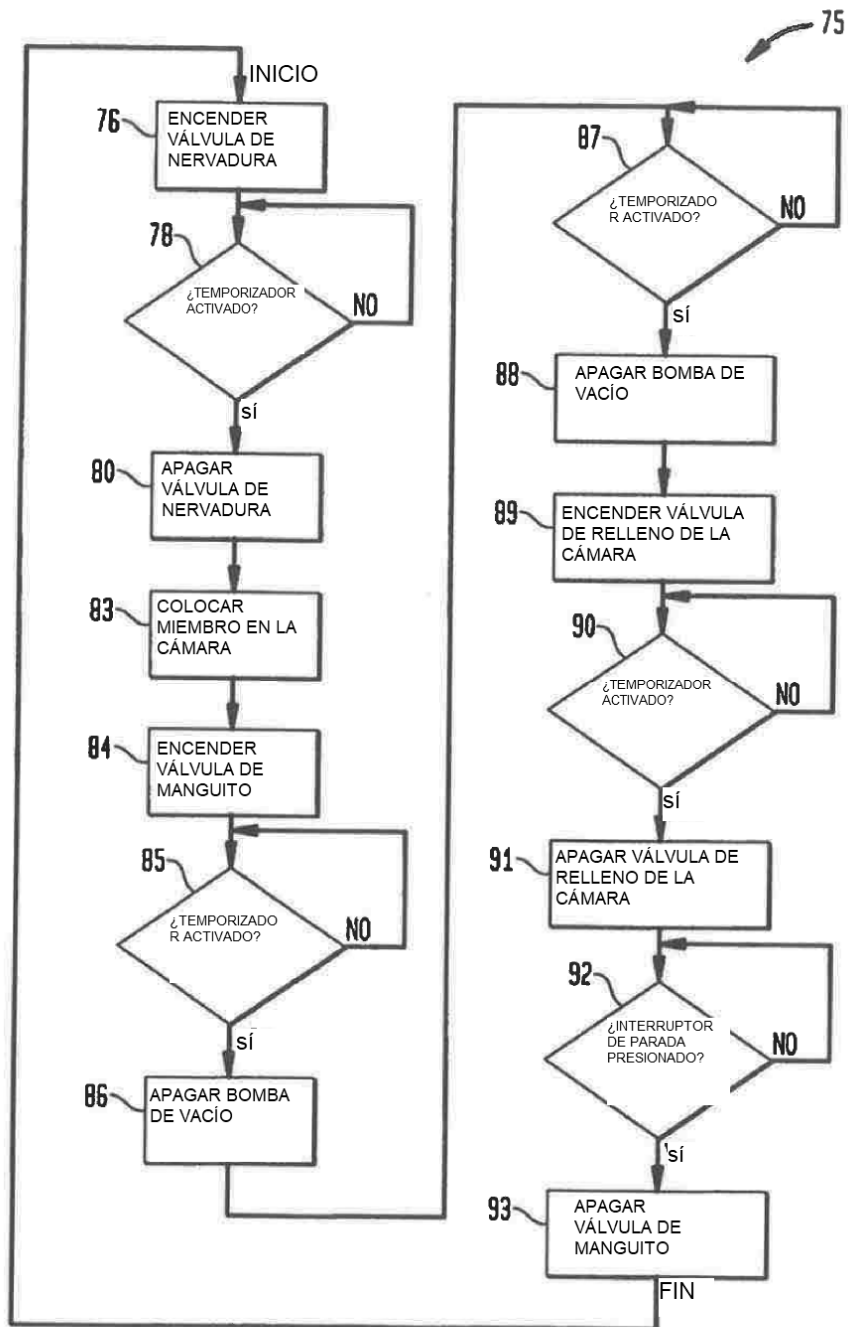 75
INICIO
76
ENCENDER
VÁLVULA DE
NERVADURA
78
¿TEMPORIZADOR
ACTIVADO?
NO
sí
80
APAGAR
VÁLVULA DE
NERVADURA
83
COLOCAR
MIEMBRO EN LA
CÁMARA
84
ENCENDER
VÁLVULA DE
MANGUITO
85
¿TEMPORIZADO
R ACTIVADO?
NO
sí
86
APAGAR BOMBA
DE VACÍO
87
¿TEMPORIZADO
R ACTIVADO?
NO
sí
88
APAGAR BOMBA DE
VACÍO
89
ENCENDER VÁLVULA
DE RELLENO DE LA
CÁMARA
90
¿TEMPORIZADOR
ACTIVADO?
NO
sí
91
APAGAR VÁLVULA DE
RELLENO DE LA
CÁMARA
92
¿INTERRUPTOR
DE PARADA
PRESIONADO?
NO
sí
93
APAGAR
VÁLVULA DE
MANGUITO
FIN